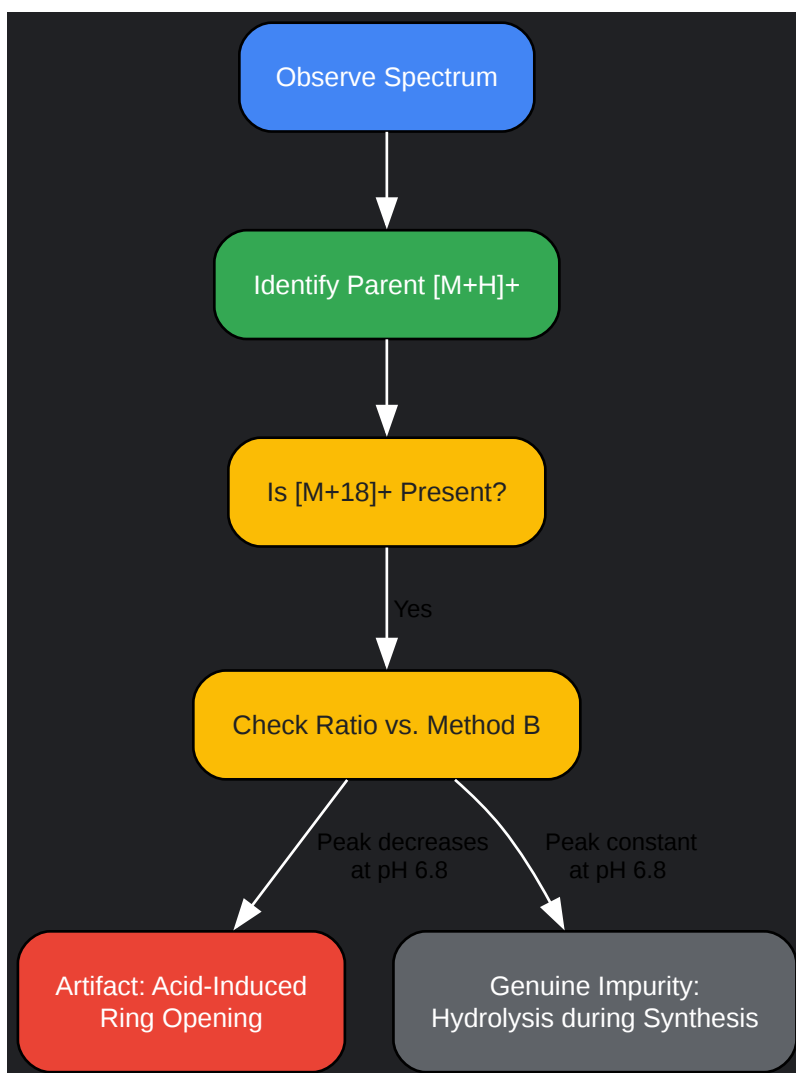 Observe Spectrum
Identify Parent [M+H]+
Is [M+18]+ Present?
Yes
Check Ratio vs. Method B
Peak decreases
at pH 6.8
Peak constant
at pH 6.8
Artifact: Acid-Induced
Ring Opening
Genuine Impurity:
Hydrolysis during Synthesis